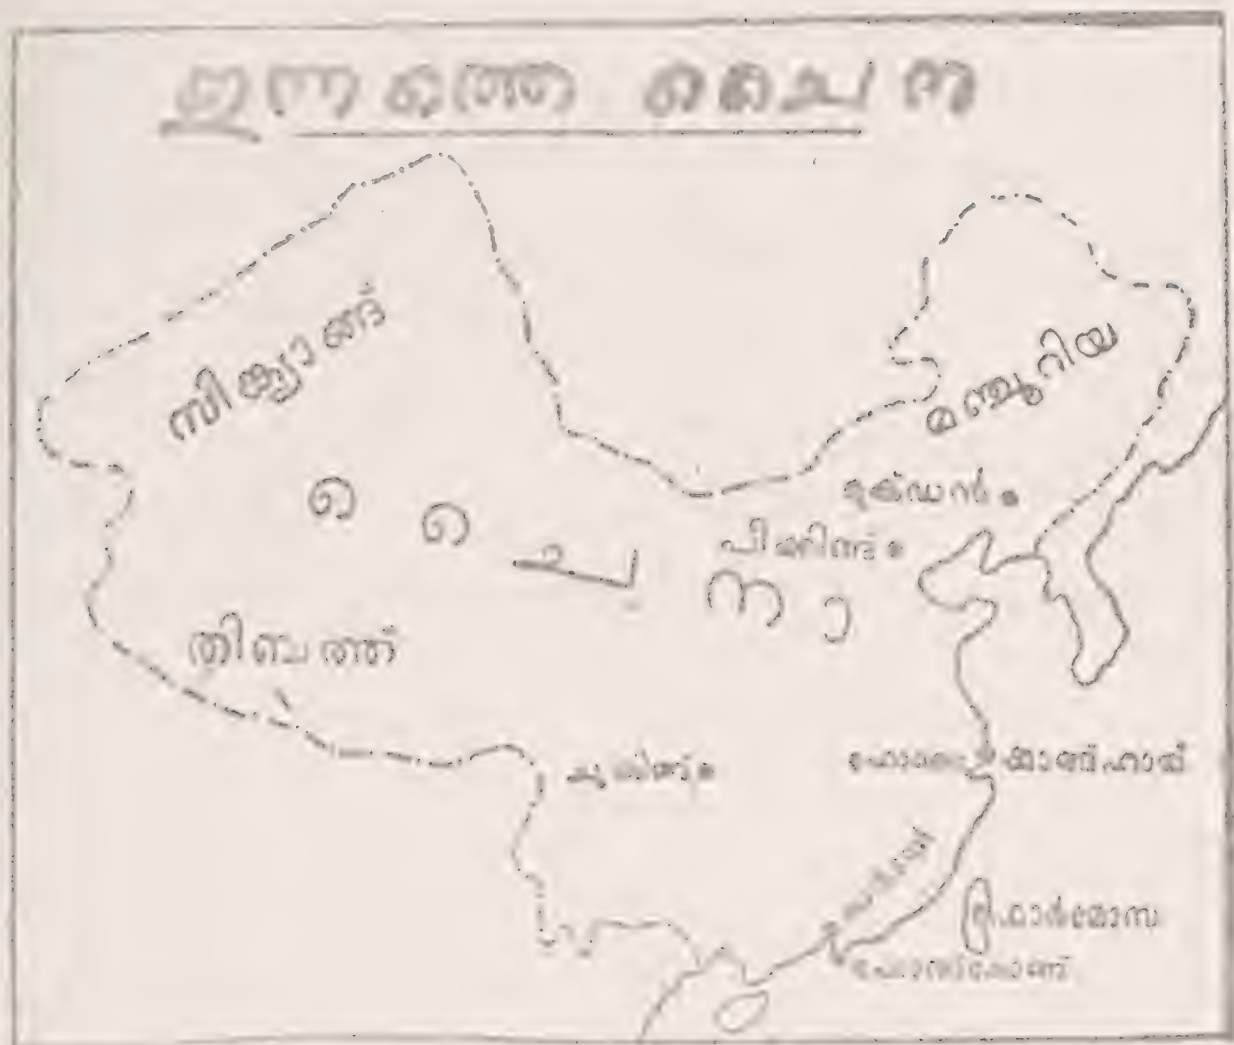 ഇന്നത്തെ ചൈന
സിങ്ക്യാങ്ങ്
മഞ്ചൂറിയ
മുക്ഡൻ
പീക്കിങ്ങ്
ചൈനാ
തിബത്ത്
ഷാങ്ങ്ഹായ്
ഫാർമോസ